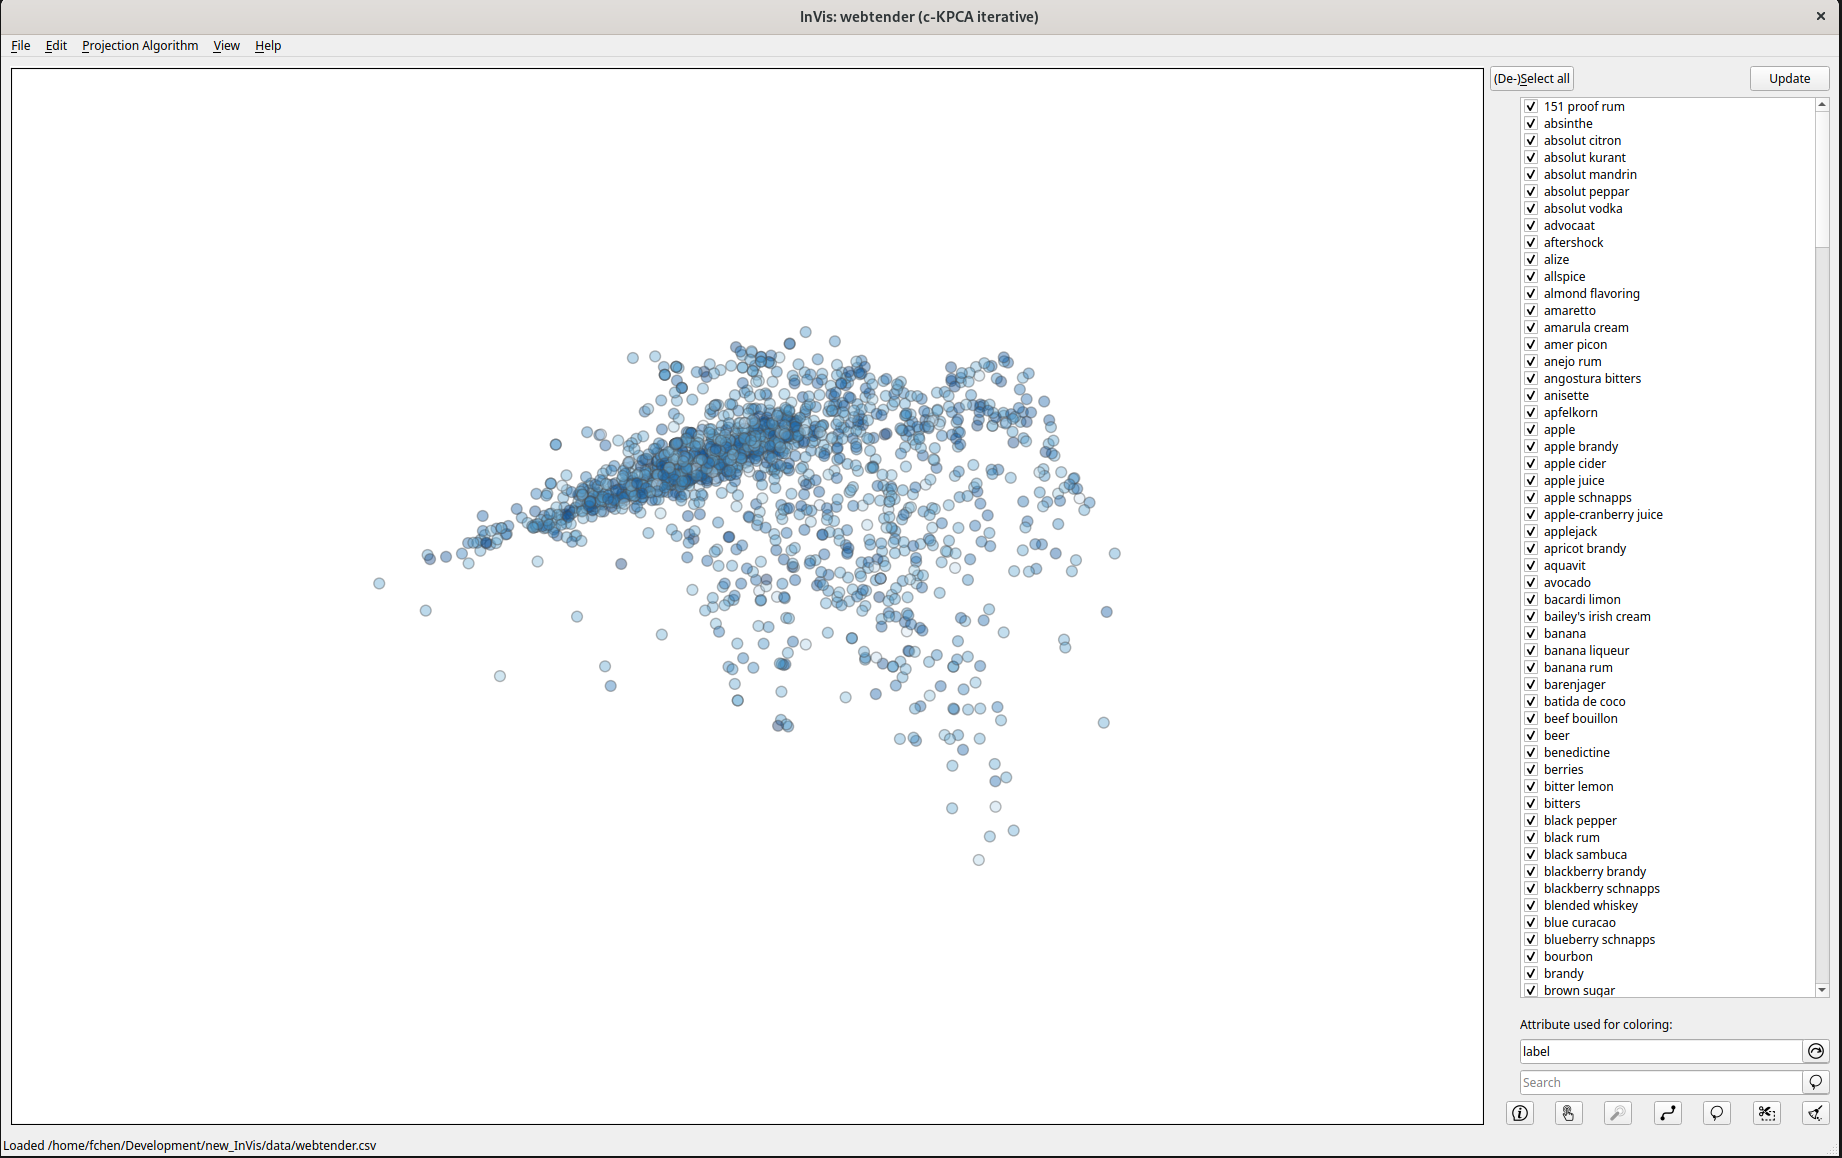 InVis: webtender (c-KPCA iterative)
File Edit Projection Algorithm View Help
(De-)Select all Update
151 proof rum
absinthe
absolut citron
absolut kurant
absolut mandrin
absolut peppar
absolut vodka
advocaat
aftershock
alize
allspice
almond flavoring
amaretto
amarula cream
amer picon
anejo rum
angostura bitters
anisette
apfelkorn
apple
apple brandy
apple cider
apple juice
apple schnapps
apple-cranberry juice
applejack
apricot brandy
aquavit
avocado
bacardi limon
bailey's irish cream
banana
banana liqueur
banana rum
barenjager
batida de coco
beef bouillon
beer
benedictine
berries
bitter lemon
bitters
black pepper
black rum
black sambuca
blackberry brandy
blackberry schnapps
blended whiskey
blue curacao
blueberry schnapps
bourbon
brandy
brown sugar
Attribute used for coloring:
label
Search
Loaded /home/fchen/Development/new_InVis/data/webtender.csv